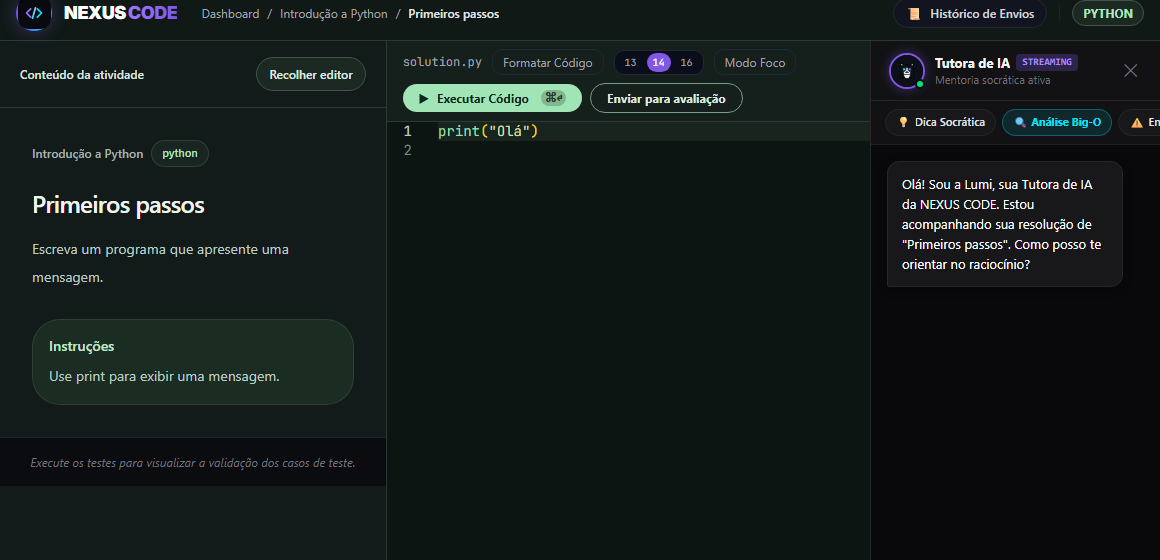 NEXUS CODE
Dashboard / Introdução a Python / Primeiros passos
Histórico de Envios
PYTHON
Conteúdo da atividade
Recolher editor
Introdução a Python
python
Primeiros passos
Escreva um programa que apresente uma
mensagem.
Instruções
Use print para exibir uma mensagem.
Execute os testes para visualizar a validação dos casos de teste.
solution.py
Formatar Código
13 14 16
Modo Foco
Executar Código
⌘⏎
Enviar para avaliação
1 print("Olá")
2
Tutora de IA
STREAMING
Mentoria socrática ativa
Dica Socrática
Análise Big-O
En
Olá! Sou a Lumi, sua Tutora de IA
da NEXUS CODE. Estou
acompanhando sua resolução de
"Primeiros passos". Como posso te
orientar no raciocínio?